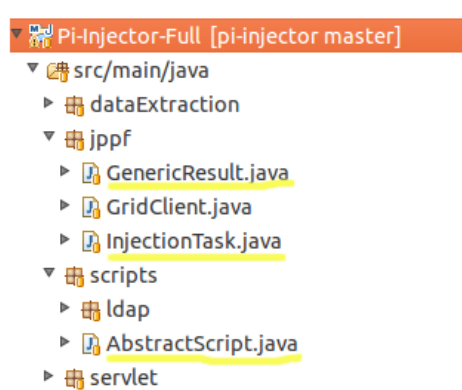 Pi-Injector-Full [pi-injector master]
src/main/java
dataExtraction
jppf
GenericResult.java
GridClient.java
InjectionTask.java
scripts
ldap
AbstractScript.java
servlet